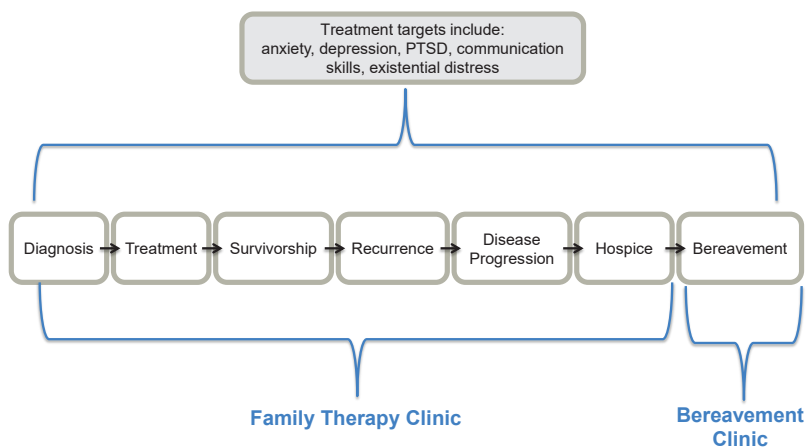 Treatment targets include:
anxiety, depression, PTSD, communication
skills, existential distress
Diagnosis
Treatment
Survivorship
Recurrence
Disease
Progression
Hospice
Bereavement
Family Therapy Clinic
Bereavement
Clinic